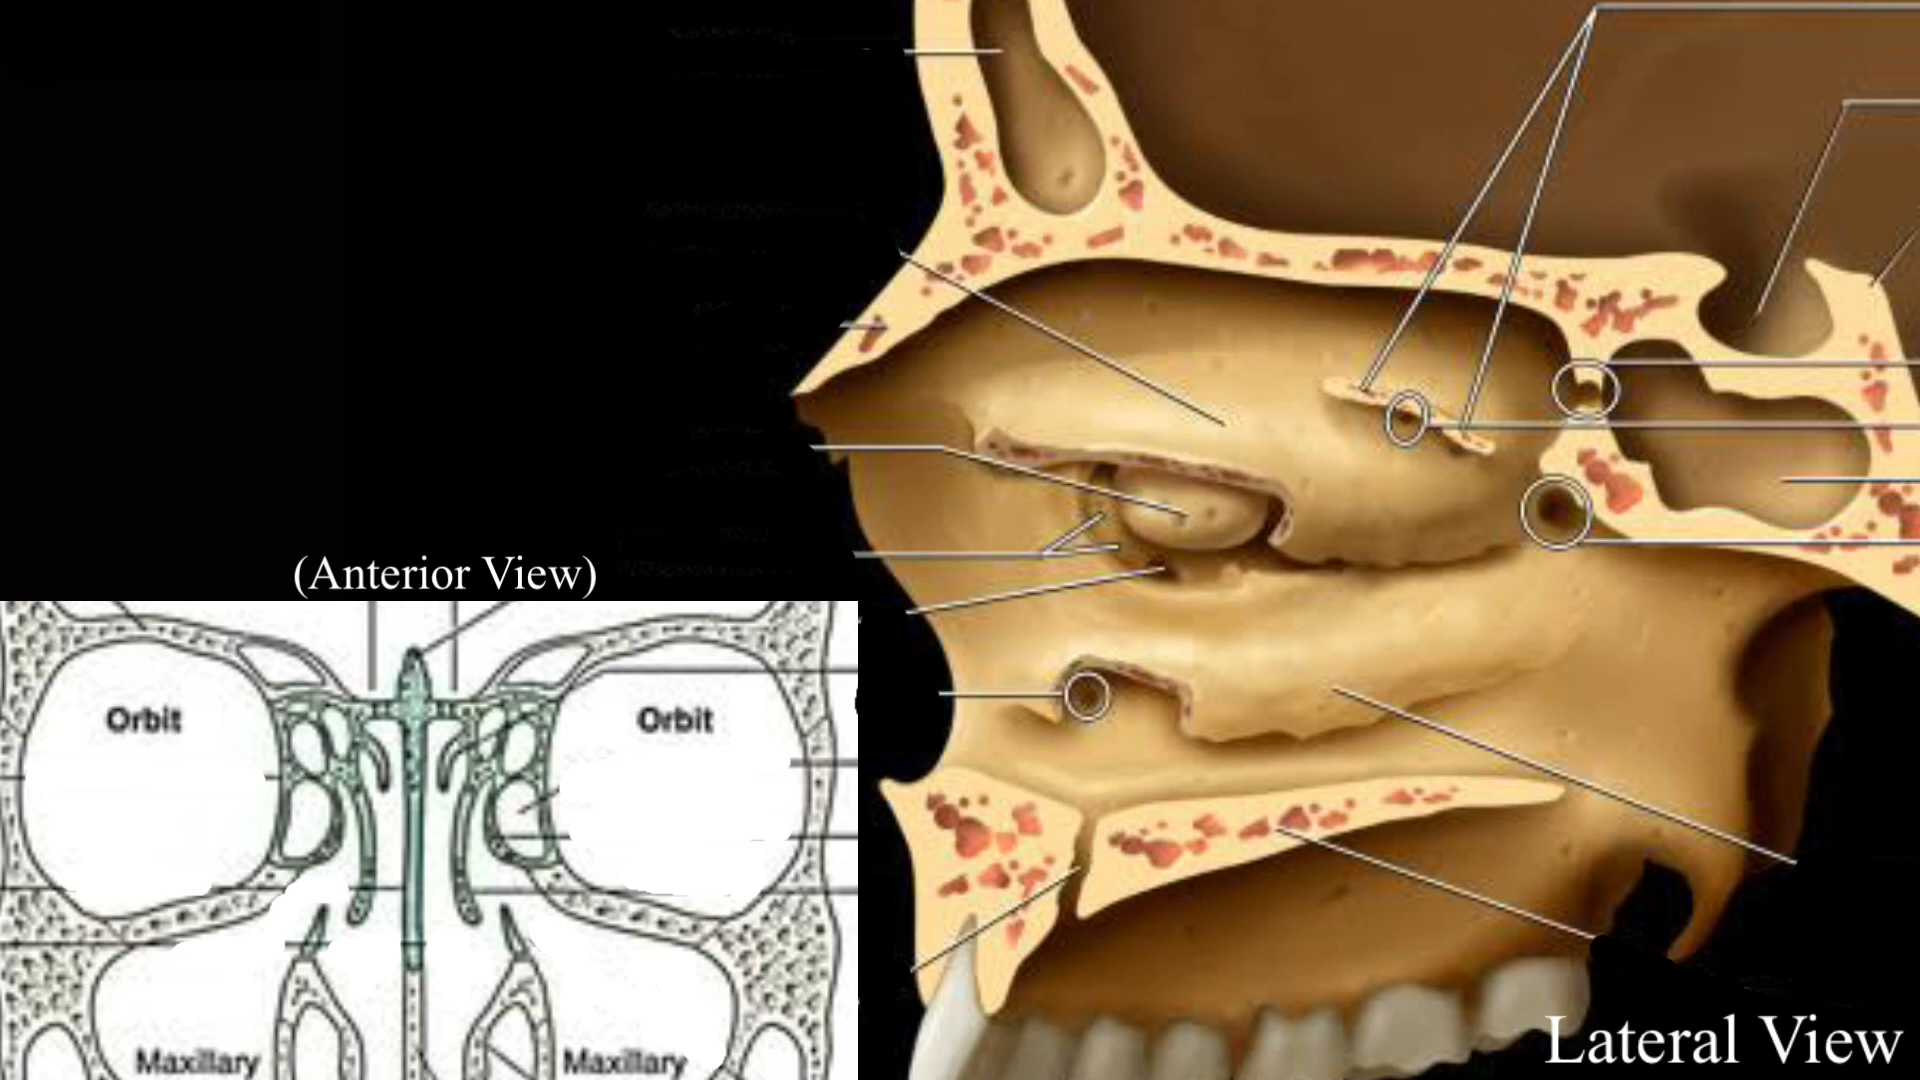 (Anterior View)
Orbit
Orbit
Maxillary
Maxillary
Lateral View